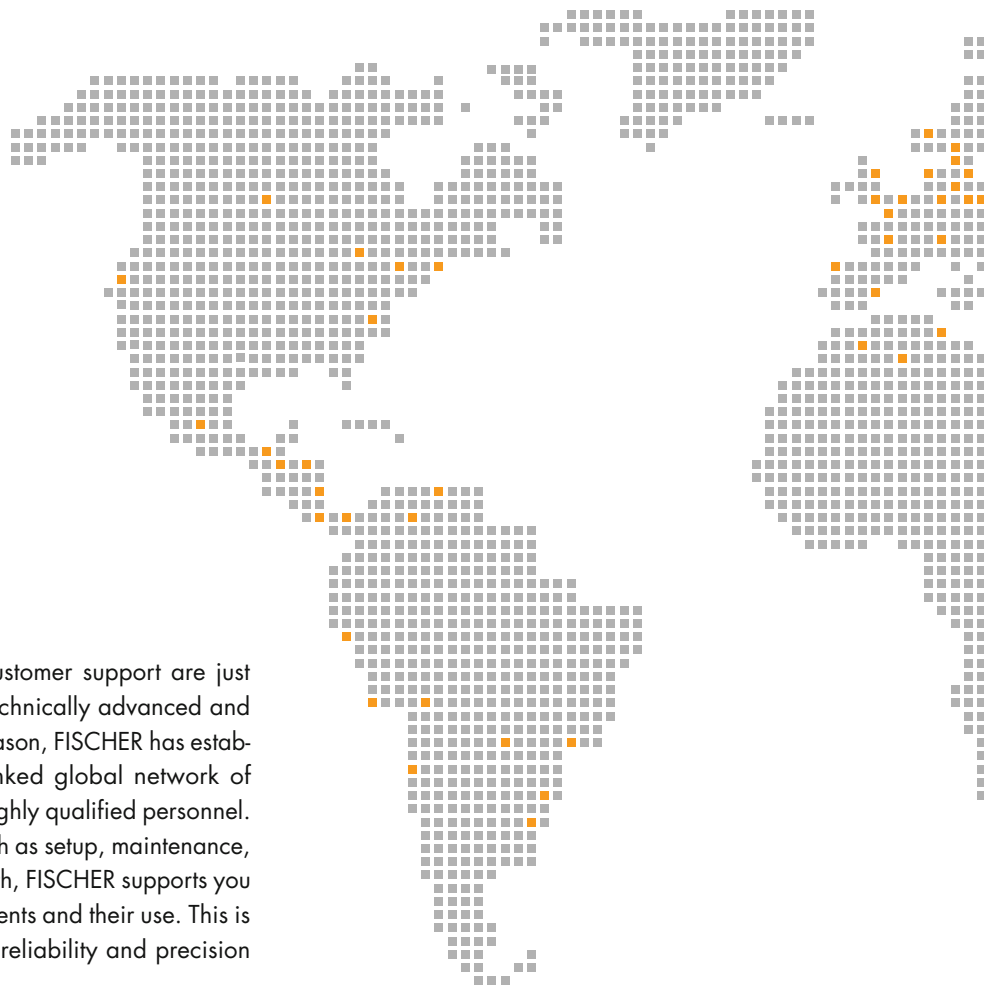 ustomer support are just
chnically advanced and
ason, FISCHER has estab-
nked global network of
ghly qualified personnel.
h as setup, maintenance,
h, FISCHER supports you
ents and their use. This is
reliability and precision